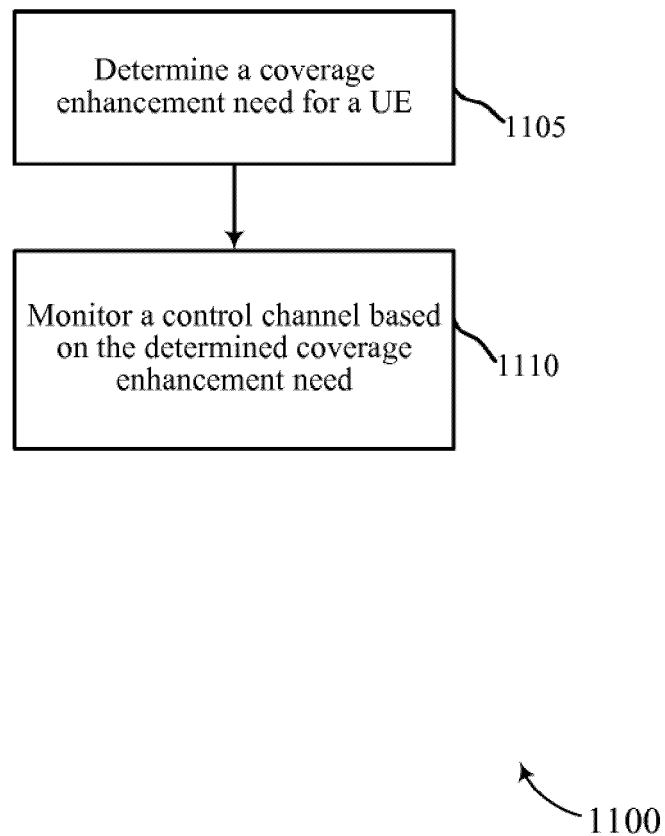 Determine a coverage
enhancement need for a UE
1105
Monitor a control channel based
on the determined coverage
enhancement need
1110
1100